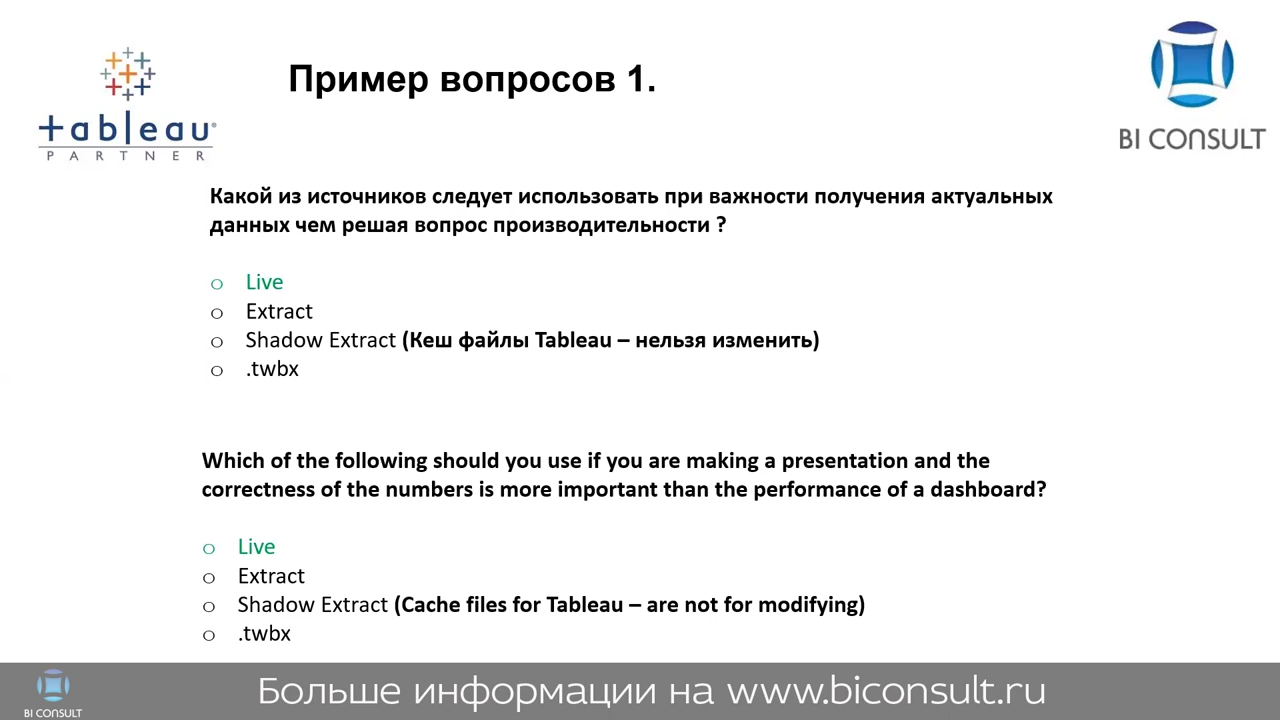 Пример вопросов 1.
+ableau®
PARTNER
BI CONSULT
Какой из источников следует использовать при важности получения актуальных
данных чем решая вопрос производительности ?
o Live
o Extract
o Shadow Extract (Кеш файлы Tableau – нельзя изменить)
o .twbx
Which of the following should you use if you are making a presentation and the
correctness of the numbers is more important than the performance of a dashboard?
o Live
o Extract
o Shadow Extract (Cache files for Tableau – are not for modifying)
o .twbx
BI CONSULT
Больше информации на www.biconsult.ru